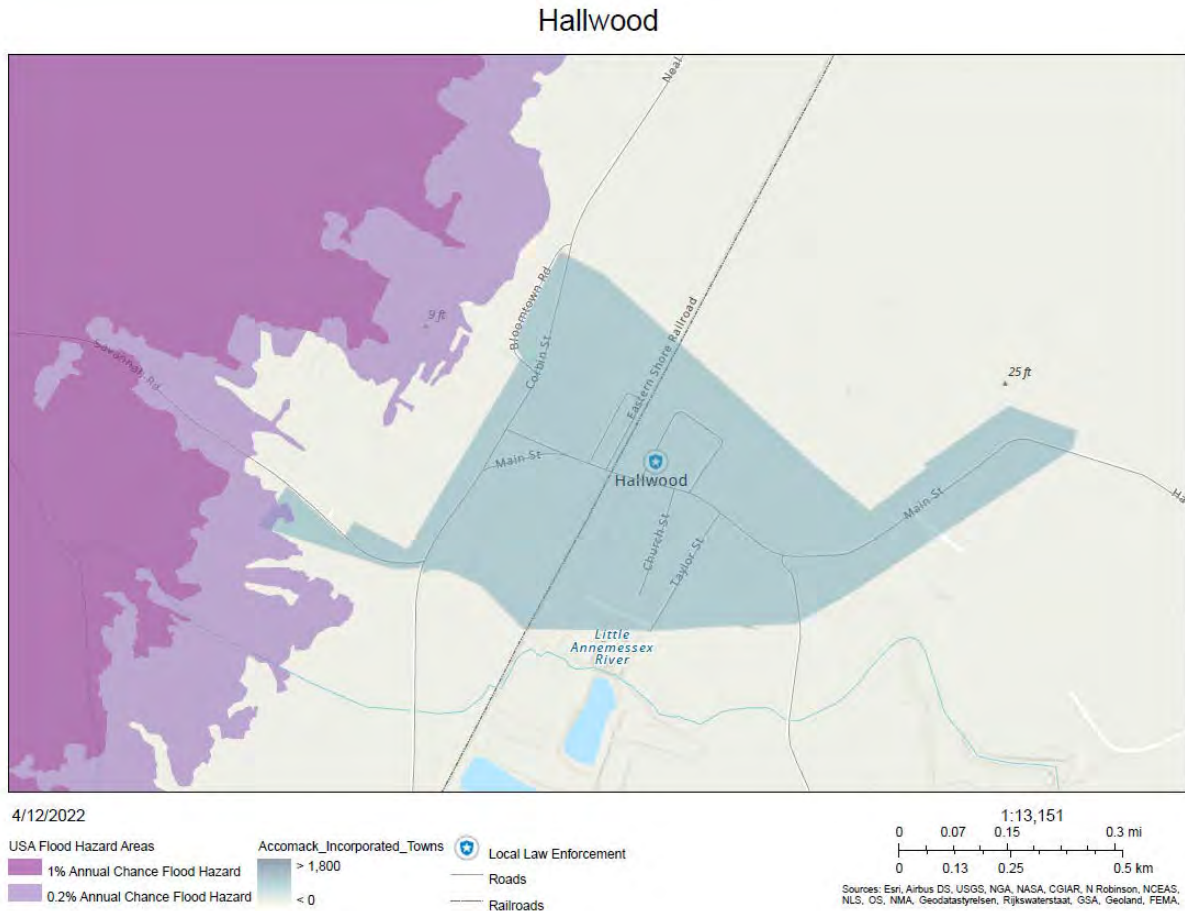 Hallwood
Neal
Bloomtown Rd
Corbin St
Eastern Shore Railroad
9 ft
Savannah Rd
25 ft
Main St
Hallwood
Main St
Church St
Taylor St
Ha
Little
Annemessex
River
4/12/2022
1:13,151
0 0.07 0.15 0.3 mi
0 0.13 0.25 0.5 km
USA Flood Hazard Areas
1% Annual Chance Flood Hazard
0.2% Annual Chance Flood Hazard
Accomack_Incorporated_Towns
> 1,800
< 0
Local Law Enforcement
Roads
Railroads
Sources: Esri, Airbus DS, USGS, NGA, NASA, CGIAR, N Robinson, NCEAS,
NLS, OS, NMA, Geodatastyrelsen, Rijkswaterstaat, GSA, Geoland, FEMA,